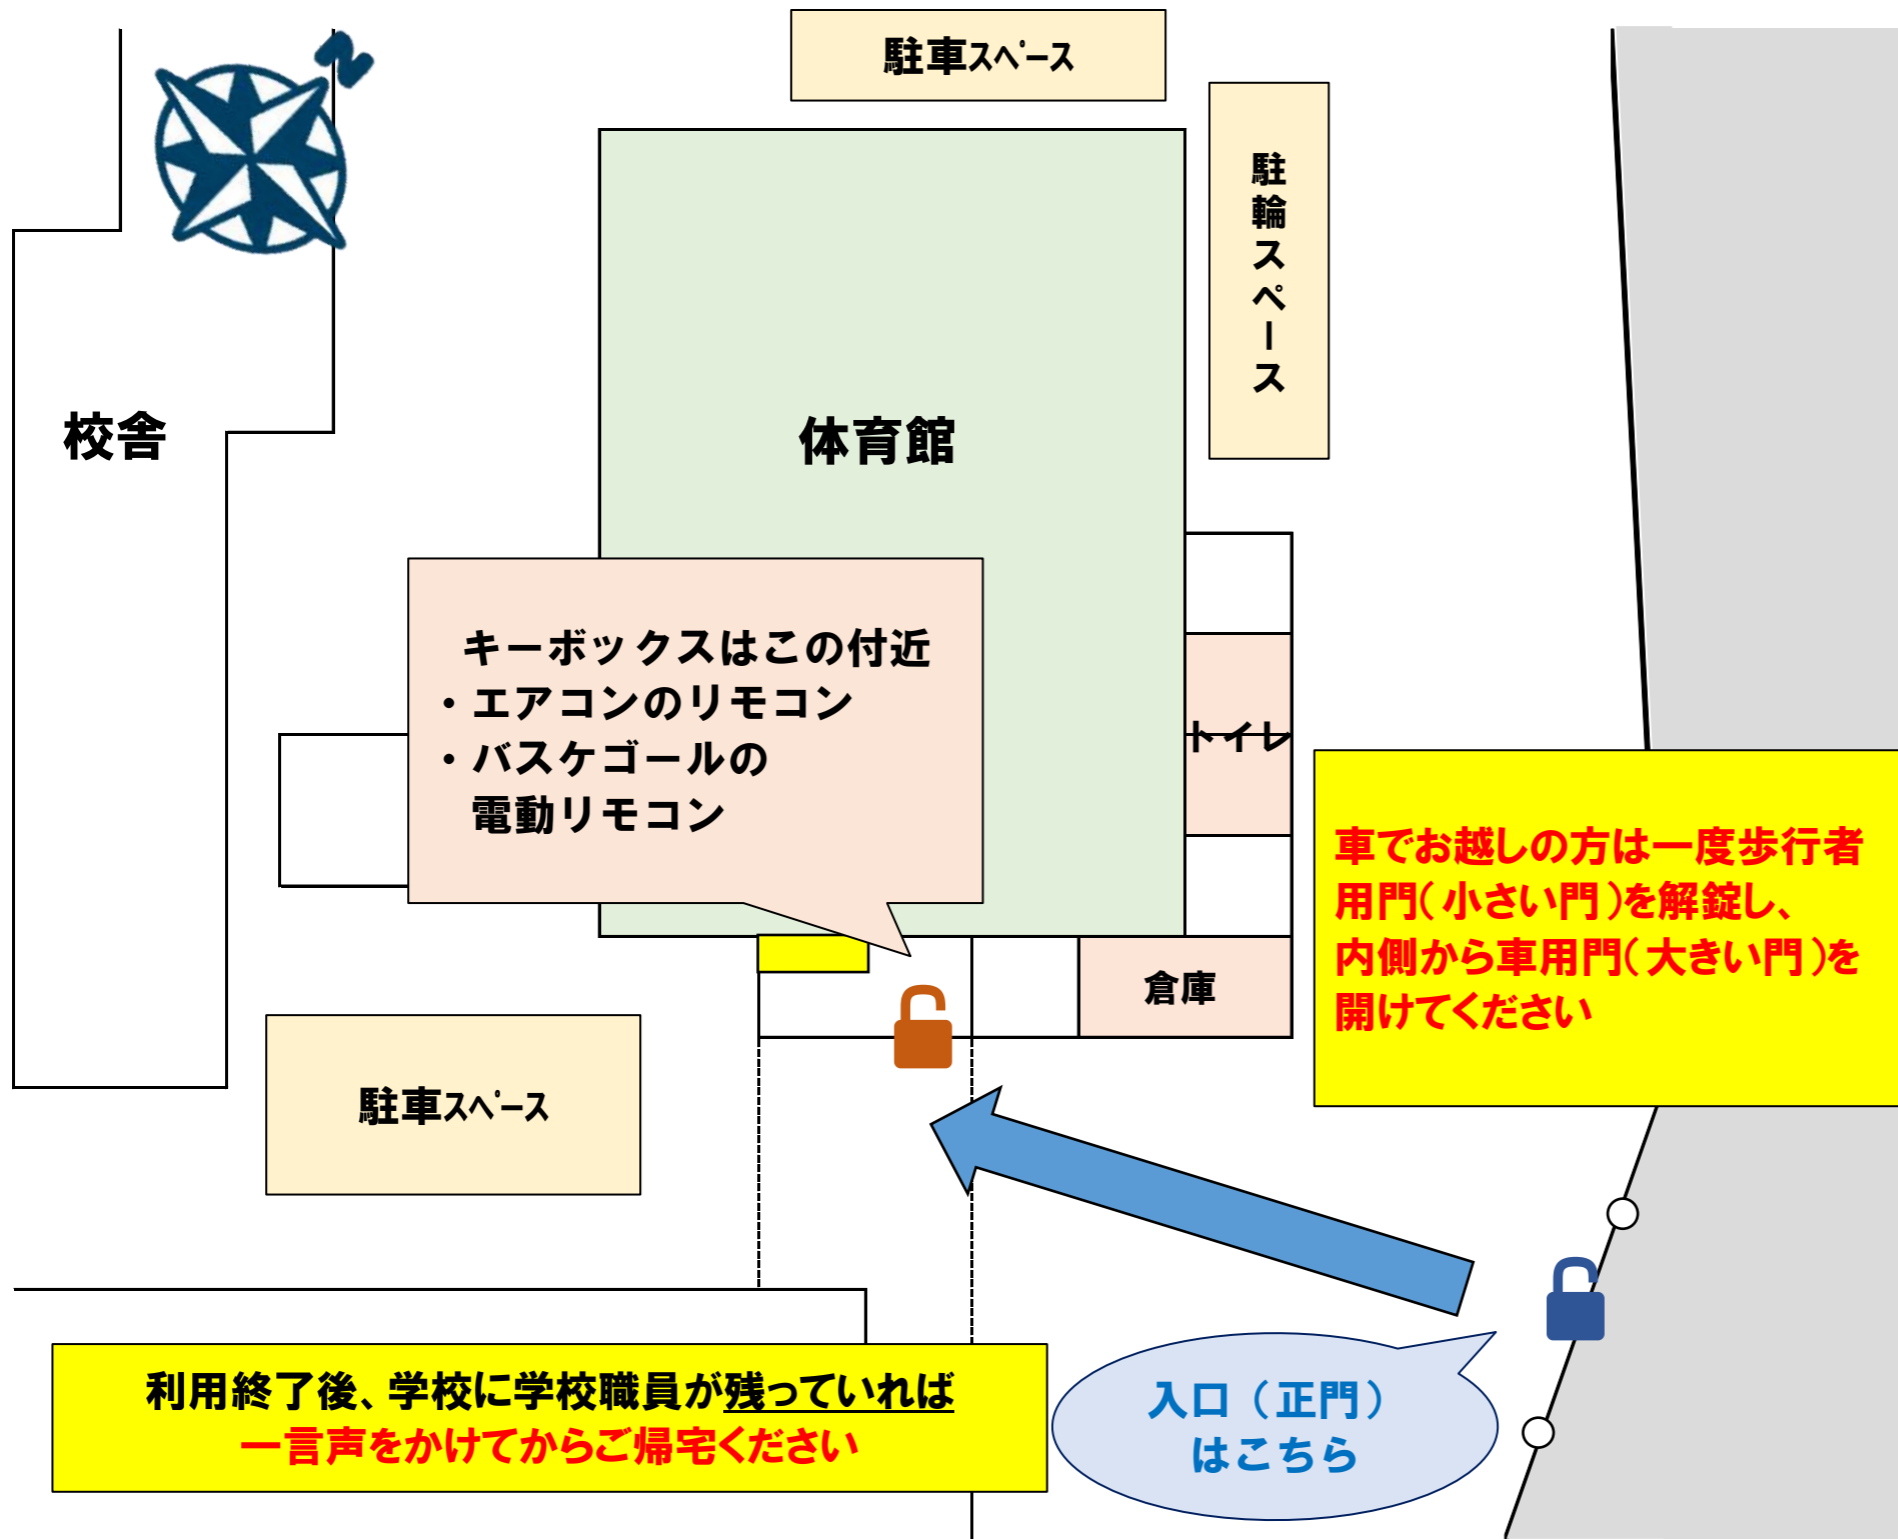 N
駐車スペース
駐輪スペース
校舎
体育館
キーボックスはこの付近
・エアコンのリモコン
・バスケゴールの
電動リモコン
トイレ
車でお越しの方は一度歩行者
用門(小さい門)を解錠し、
内側から車用門(大きい門)を
開けてください
倉庫
駐車スペース
利用終了後、学校に学校職員が残っていれば
一言声をかけてからご帰宅ください
入口(正門)
はこちら